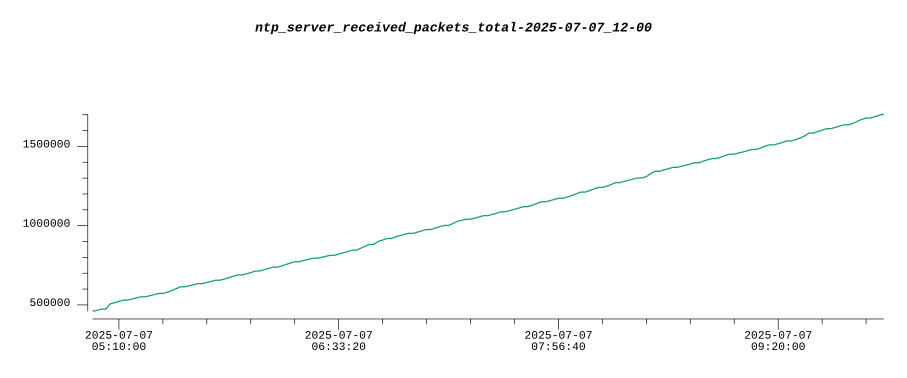 ntp_server_received_packets_total-2025-07-07_12-00
1500000
1000000
500000
2025-07-07 2025-07-07 2025-07-07 2025-07-07
05:10:00 06:33:20 07:56:40 09:20:00